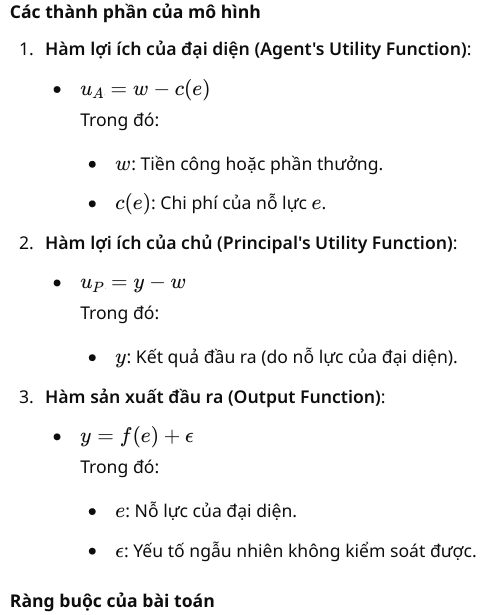 Các thành phần của mô hình
1. Hàm lợi ích của đại diện (Agent's Utility Function):
• u_A = w − c(e)
Trong đó:
• w: Tiền công hoặc phần thưởng.
• c(e): Chi phí của nỗ lực e.
2. Hàm lợi ích của chủ (Principal's Utility Function):
• u_P = y − w
Trong đó:
• y: Kết quả đầu ra (do nỗ lực của đại diện).
3. Hàm sản xuất đầu ra (Output Function):
• y = f(e) + ϵ
Trong đó:
• e: Nỗ lực của đại diện.
• ϵ: Yếu tố ngẫu nhiên không kiểm soát được.
Ràng buộc của bài toán